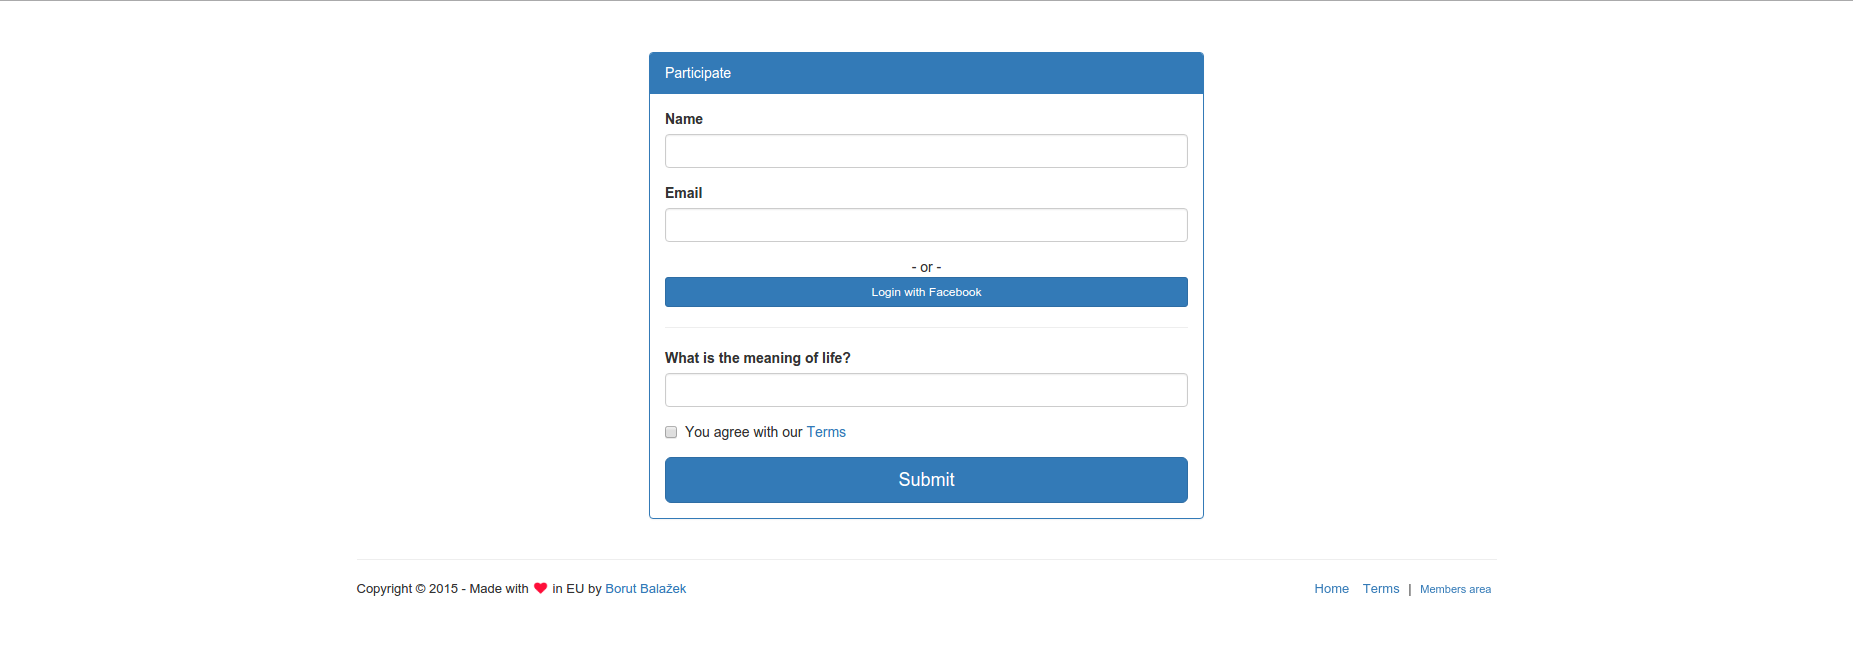 Participate
Name
Email
- or -
Login with Facebook
What is the meaning of life?
You agree with our Terms
Submit
Copyright © 2015 - Made with ❤ in EU by Borut Balažek
Home Terms | Members area